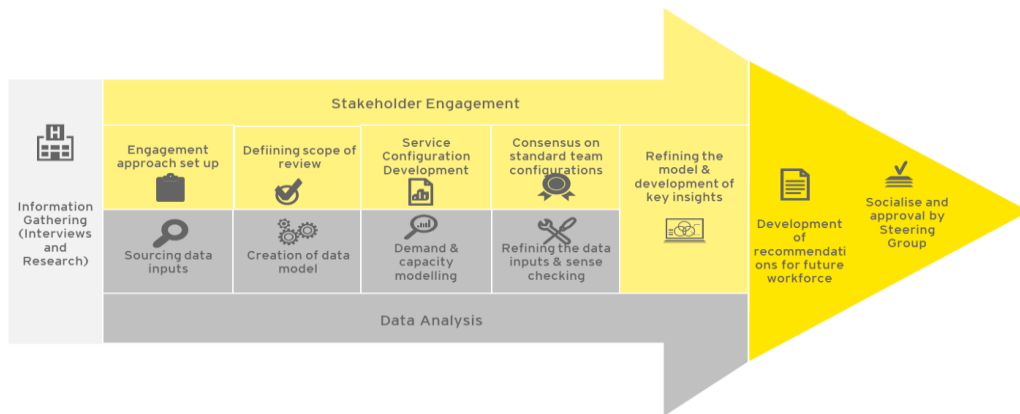 Stakeholder Engagement
H
Information
Gathering
(Interviews
and
Research)
Engagement
approach set up
Defiining scope of
review
Service
Configuration
Development
Consensus on
standard team
configurations
Refining the
model &
development of
key insights
Sourcing data
inputs
Creation of data
model
Demand &
capacity
modelling
Refining the data
inputs & sense
checking
Data Analysis
Development
of
recommendati
ons for future
workforce
Socialise and
approval by
Steering
Group